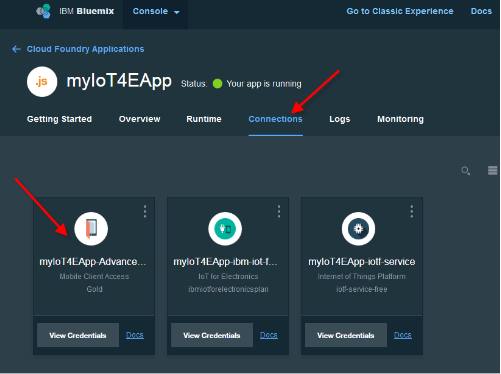 IBM Bluemix
Console
Go to Classic Experience
Docs
Cloud Foundry Applications
.js
myIoT4EApp
Status:
Your app is running
Getting Started
Overview
Runtime
Connections
Logs
Monitoring
myIoT4EApp-Advance...
Mobile Client Access
Gold
View Credentials
Docs
myIoT4EApp-ibm-iot-f...
IoT for Electronics
ibmiotforelectronicsplan
View Credentials
Docs
myIoT4EApp-iotf-service
Internet of Things Platform
iotf-service-free
View Credentials
Docs